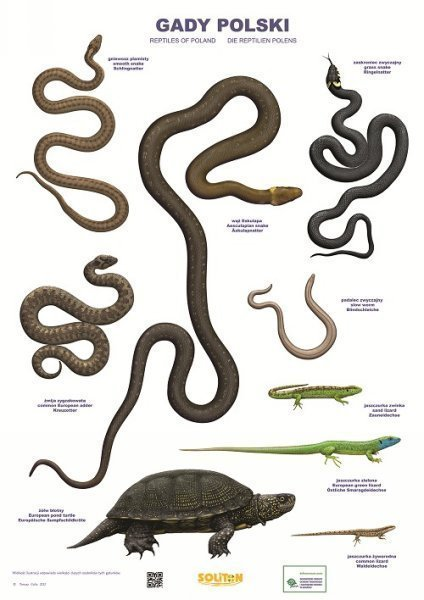 GADY POLSKI
REPTILES OF POLAND DIE REPTILIEN POLENS
gniewosz plamisty
smooth snake
Schlingnatter
zaskroniec zwyczajny
grass snake
Ringelnatter
wąż Eskulapa
Aesculapian snake
Äskulapnatter
padalec zwyczajny
slow worm
Blindschleiche
żmija zygzakowata
common European adder
Kreuzotter
jaszczurka zwinka
sand lizard
Zauneidechse
jaszczurka zielona
European green lizard
Östliche Smaragdeidechse
żółw błotny
European pond turtle
Europäische Sumpfschildkröte
jaszczurka żyworodna
common lizard
Waldeidechse
SOLITON